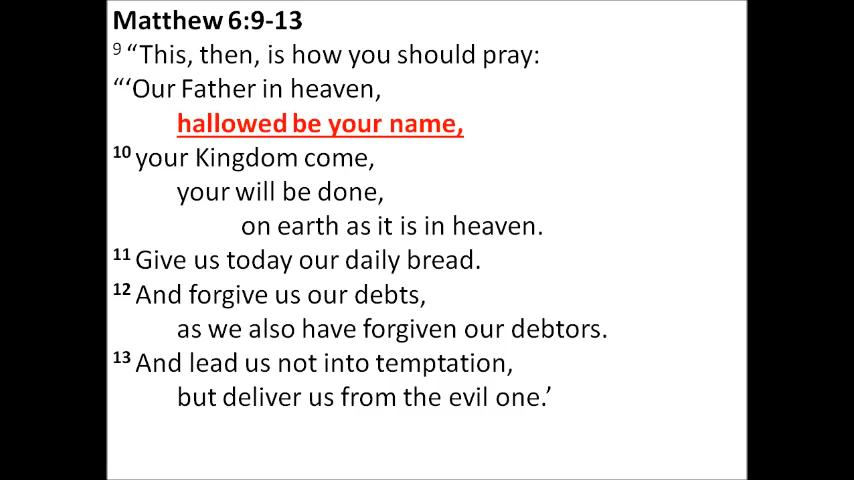 Matthew 6:9-13
9 “This, then, is how you should pray:
“‘Our Father in heaven,
hallowed be your name,
10 your Kingdom come,
your will be done,
on earth as it is in heaven.
11 Give us today our daily bread.
12 And forgive us our debts,
as we also have forgiven our debtors.
13 And lead us not into temptation,
but deliver us from the evil one.’